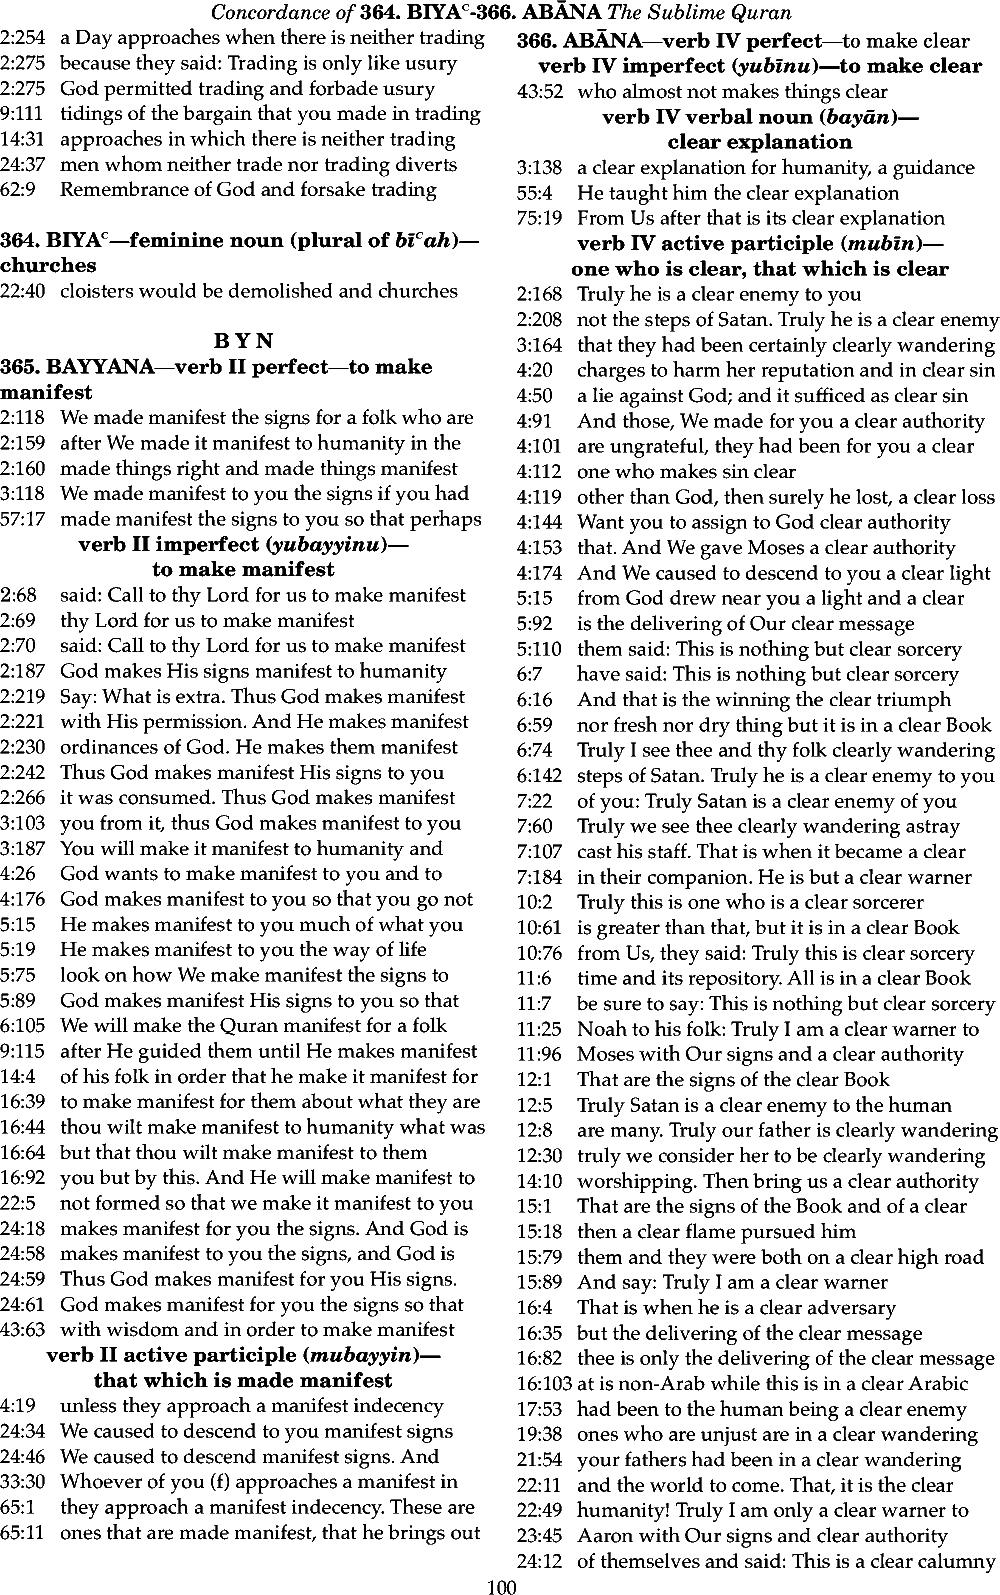 Concordance of 364. BIYAᶜ-366. ABĀNA The Sublime Quran
2:254 a Day approaches when there is neither trading
2:275 because they said: Trading is only like usury
2:275 God permitted trading and forbade usury
9:111 tidings of the bargain that you made in trading
14:31 approaches in which there is neither trading
24:37 men whom neither trade nor trading diverts
62:9 Remembrance of God and forsake trading
364. BIYAᶜ—feminine noun (plural of bīᶜah)—
churches
22:40 cloisters would be demolished and churches
B Y N
365. BAYYANA—verb II perfect—to make
manifest
2:118 We made manifest the signs for a folk who are
2:159 after We made it manifest to humanity in the
2:160 made things right and made things manifest
3:118 We made manifest to you the signs if you had
57:17 made manifest the signs to you so that perhaps
verb II imperfect (yubayyinu)—
to make manifest
2:68 said: Call to thy Lord for us to make manifest
2:69 thy Lord for us to make manifest
2:70 said: Call to thy Lord for us to make manifest
2:187 God makes His signs manifest to humanity
2:219 Say: What is extra. Thus God makes manifest
2:221 with His permission. And He makes manifest
2:230 ordinances of God. He makes them manifest
2:242 Thus God makes manifest His signs to you
2:266 it was consumed. Thus God makes manifest
3:103 you from it, thus God makes manifest to you
3:187 You will make it manifest to humanity and
4:26 God wants to make manifest to you and to
4:176 God makes manifest to you so that you go not
5:15 He makes manifest to you much of what you
5:19 He makes manifest to you the way of life
5:75 look on how We make manifest the signs to
5:89 God makes manifest His signs to you so that
6:105 We will make the Quran manifest for a folk
9:115 after He guided them until He makes manifest
14:4 of his folk in order that he make it manifest for
16:39 to make manifest for them about what they are
16:44 thou wilt make manifest to humanity what was
16:64 but that thou wilt make manifest to them
16:92 you but by this. And He will make manifest to
22:5 not formed so that we make it manifest to you
24:18 makes manifest for you the signs. And God is
24:58 makes manifest to you the signs, and God is
24:59 Thus God makes manifest for you His signs.
24:61 God makes manifest for you the signs so that
43:63 with wisdom and in order to make manifest
verb II active participle (mubayyin)—
that which is made manifest
4:19 unless they approach a manifest indecency
24:34 We caused to descend to you manifest signs
24:46 We caused to descend manifest signs. And
33:30 Whoever of you (f) approaches a manifest in
65:1 they approach a manifest indecency. These are
65:11 ones that are made manifest, that he brings out
366. ABĀNA—verb IV perfect—to make clear
verb IV imperfect (yubīnu)—to make clear
43:52 who almost not makes things clear
verb IV verbal noun (bayān)—
clear explanation
3:138 a clear explanation for humanity, a guidance
55:4 He taught him the clear explanation
75:19 From Us after that is its clear explanation
verb IV active participle (mubīn)—
one who is clear, that which is clear
2:168 Truly he is a clear enemy to you
2:208 not the steps of Satan. Truly he is a clear enemy
3:164 that they had been certainly clearly wandering
4:20 charges to harm her reputation and in clear sin
4:50 a lie against God; and it sufficed as clear sin
4:91 And those, We made for you a clear authority
4:101 are ungrateful, they had been for you a clear
4:112 one who makes sin clear
4:119 other than God, then surely he lost, a clear loss
4:144 Want you to assign to God clear authority
4:153 that. And We gave Moses a clear authority
4:174 And We caused to descend to you a clear light
5:15 from God drew near you a light and a clear
5:92 is the delivering of Our clear message
5:110 them said: This is nothing but clear sorcery
6:7 have said: This is nothing but clear sorcery
6:16 And that is the winning the clear triumph
6:59 nor fresh nor dry thing but it is in a clear Book
6:74 Truly I see thee and thy folk clearly wandering
6:142 steps of Satan. Truly he is a clear enemy to you
7:22 of you: Truly Satan is a clear enemy of you
7:60 Truly we see thee clearly wandering astray
7:107 cast his staff. That is when it became a clear
7:184 in their companion. He is but a clear warner
10:2 Truly this is one who is a clear sorcerer
10:61 is greater than that, but it is in a clear Book
10:76 from Us, they said: Truly this is clear sorcery
11:6 time and its repository. All is in a clear Book
11:7 be sure to say: This is nothing but clear sorcery
11:25 Noah to his folk: Truly I am a clear warner to
11:96 Moses with Our signs and a clear authority
12:1 That are the signs of the clear Book
12:5 Truly Satan is a clear enemy to the human
12:8 are many. Truly our father is clearly wandering
12:30 truly we consider her to be clearly wandering
14:10 worshipping. Then bring us a clear authority
15:1 That are the signs of the Book and of a clear
15:18 then a clear flame pursued him
15:79 them and they were both on a clear high road
15:89 And say: Truly I am a clear warner
16:4 That is when he is a clear adversary
16:35 but the delivering of the clear message
16:82 thee is only the delivering of the clear message
16:103 at is non-Arab while this is in a clear Arabic
17:53 had been to the human being a clear enemy
19:38 ones who are unjust are in a clear wandering
21:54 your fathers had been in a clear wandering
22:11 and the world to come. That, it is the clear
22:49 humanity! Truly I am only a clear warner to
23:45 Aaron with Our signs and clear authority
24:12 of themselves and said: This is a clear calumny
100